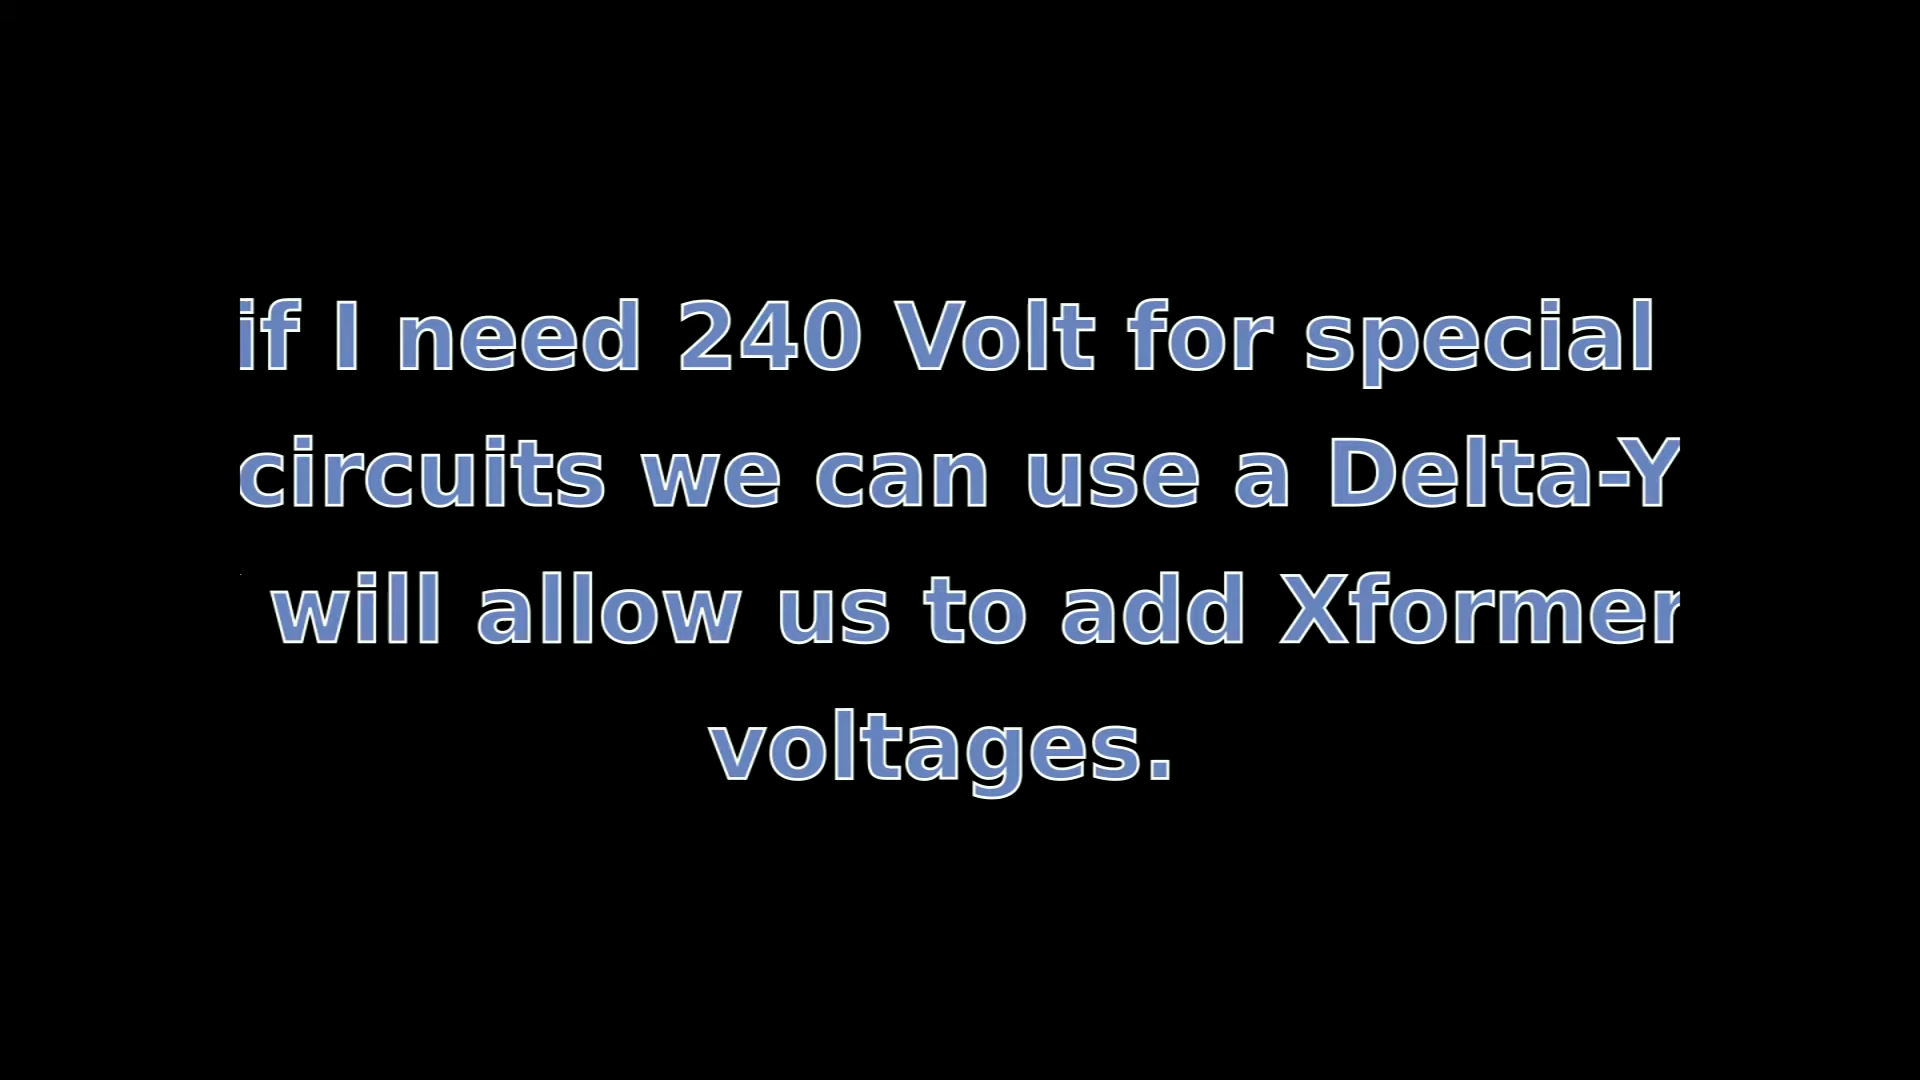 if I need 240 Volt for special
circuits we can use a Delta-Y
will allow us to add Xformer
voltages.